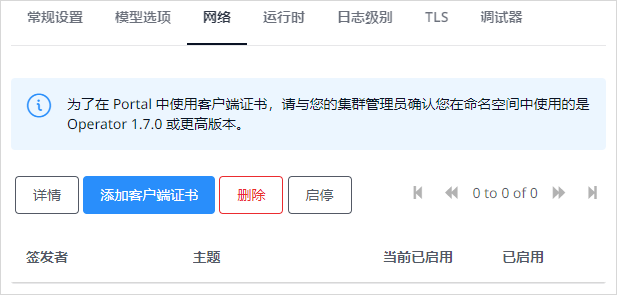 常规设置 模型选项 网络 运行时 日志级别 TLS 调试器
为了在 Portal 中使用客户端证书，请与您的集群管理员确认您在命名空间中使用的是
Operator 1.7.0 或更高版本。
详情 添加客户端证书 删除 启停 0 to 0 of 0
签发者 主题 当前已启用 已启用